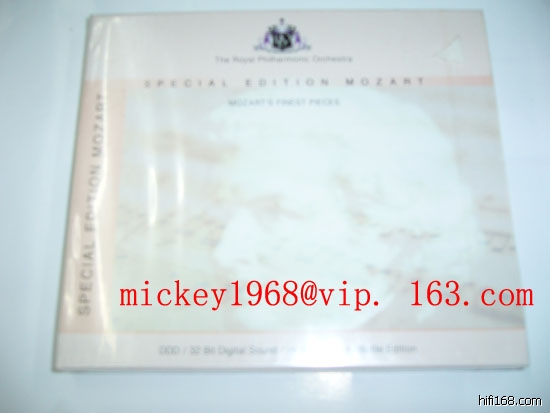 The Royal Philharmonic Orchestra
SPECIAL EDITION MOZART
MOZART'S FINEST PIECES
SPECIAL EDITION MOZART
mickey1968@vip. 163.com
DDD / 32 Bit Digital Sound /
Edition
hifi168.com